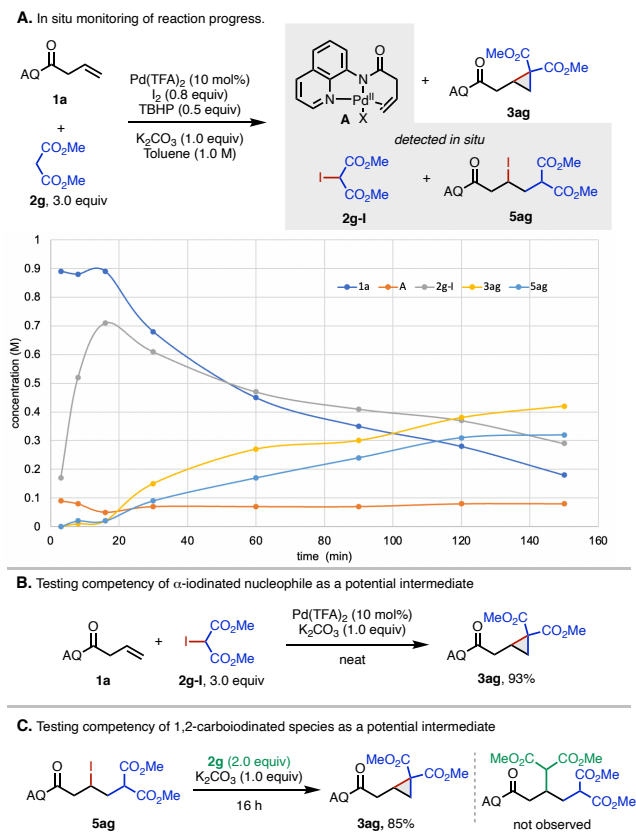 A. In situ monitoring of reaction progress.
O
AQ
1a
+
CO₂Me
CO₂Me
2g, 3.0 equiv
Pd(TFA)₂ (10 mol%)
I₂ (0.8 equiv)
TBHP (0.5 equiv)
K₂CO₃ (1.0 equiv)
Toluene (1.0 M)
O
N
N
Pdᴵᴵ
A X
+
O
AQ
MeO₂C
CO₂Me
3ag
detected in situ
I
CO₂Me
CO₂Me
2g-I
+
O
I
CO₂Me
AQ
CO₂Me
5ag
1
0.9
0.8
0.7
0.6
0.5
0.4
0.3
0.2
0.1
0
concentration (M)
1a A 2g-I 3ag 5ag
0 20 40 60 80 100 120 140 160
time (min)
B. Testing competency of α-iodinated nucleophile as a potential intermediate
O
AQ
1a
+
I
CO₂Me
CO₂Me
2g-I, 3.0 equiv
Pd(TFA)₂ (10 mol%)
K₂CO₃ (1.0 equiv)
neat
O
AQ
MeO₂C
CO₂Me
3ag, 93%
C. Testing competency of 1,2-carboiodinated species as a potential intermediate
O
I
CO₂Me
AQ
CO₂Me
5ag
2g (2.0 equiv)
K₂CO₃ (1.0 equiv)
16 h
O
AQ
MeO₂C
CO₂Me
3ag, 85%
MeO₂C
CO₂Me
O
CO₂Me
AQ
CO₂Me
not observed